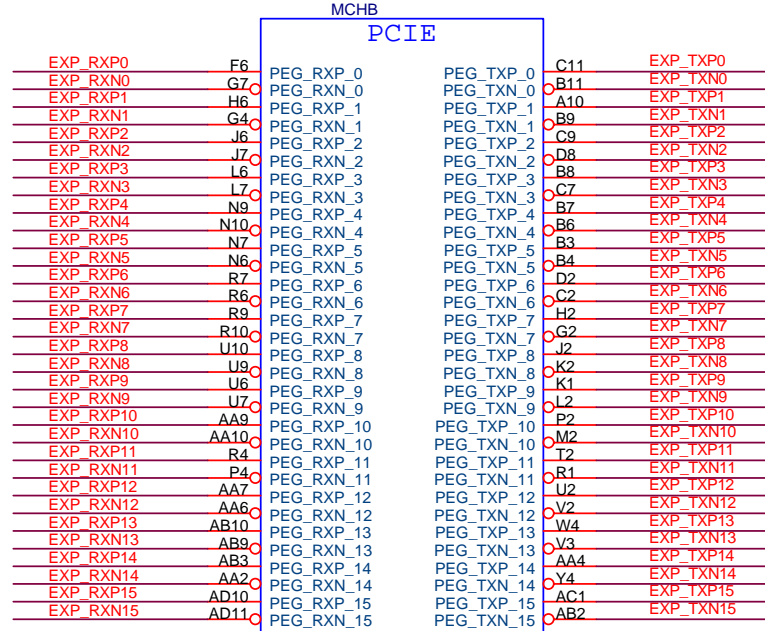 MCHB
PCIE
EXP_RXP0 F6 PEG_RXP_0 PEG_TXP_0 C11 EXP_TXP0
EXP_RXN0 G7 PEG_RXN_0 PEG_TXN_0 B11 EXP_TXN0
EXP_RXP1 H6 PEG_RXP_1 PEG_TXP_1 A10 EXP_TXP1
EXP_RXN1 G4 PEG_RXN_1 PEG_TXN_1 B9 EXP_TXN1
EXP_RXP2 J6 PEG_RXP_2 PEG_TXP_2 C9 EXP_TXP2
EXP_RXN2 J7 PEG_RXN_2 PEG_TXN_2 D8 EXP_TXN2
EXP_RXP3 L6 PEG_RXP_3 PEG_TXP_3 B8 EXP_TXP3
EXP_RXN3 L7 PEG_RXN_3 PEG_TXN_3 C7 EXP_TXN3
EXP_RXP4 N9 PEG_RXP_4 PEG_TXP_4 B7 EXP_TXP4
EXP_RXN4 N10 PEG_RXN_4 PEG_TXN_4 B6 EXP_TXN4
EXP_RXP5 N7 PEG_RXP_5 PEG_TXP_5 B3 EXP_TXP5
EXP_RXN5 N6 PEG_RXN_5 PEG_TXN_5 B4 EXP_TXN5
EXP_RXP6 R7 PEG_RXP_6 PEG_TXP_6 D2 EXP_TXP6
EXP_RXN6 R6 PEG_RXN_6 PEG_TXN_6 C2 EXP_TXN6
EXP_RXP7 R9 PEG_RXP_7 PEG_TXP_7 H2 EXP_TXP7
EXP_RXN7 R10 PEG_RXN_7 PEG_TXN_7 G2 EXP_TXN7
EXP_RXP8 U10 PEG_RXP_8 PEG_TXP_8 J2 EXP_TXP8
EXP_RXN8 U9 PEG_RXN_8 PEG_TXN_8 K2 EXP_TXN8
EXP_RXP9 U6 PEG_RXP_9 PEG_TXP_9 K1 EXP_TXP9
EXP_RXN9 U7 PEG_RXN_9 PEG_TXN_9 L2 EXP_TXN9
EXP_RXP10 AA9 PEG_RXP_10 PEG_TXP_10 P2 EXP_TXP10
EXP_RXN10 AA10 PEG_RXN_10 PEG_TXN_10 M2 EXP_TXN10
EXP_RXP11 R4 PEG_RXP_11 PEG_TXP_11 T2 EXP_TXP11
EXP_RXN11 P4 PEG_RXN_11 PEG_TXN_11 R1 EXP_TXN11
EXP_RXP12 AA7 PEG_RXP_12 PEG_TXP_12 U2 EXP_TXP12
EXP_RXN12 AA6 PEG_RXN_12 PEG_TXN_12 V2 EXP_TXN12
EXP_RXP13 AB10 PEG_RXP_13 PEG_TXP_13 W4 EXP_TXP13
EXP_RXN13 AB9 PEG_RXN_13 PEG_TXN_13 V3 EXP_TXN13
EXP_RXP14 AB3 PEG_RXP_14 PEG_TXP_14 AA4 EXP_TXP14
EXP_RXN14 AA2 PEG_RXN_14 PEG_TXN_14 Y4 EXP_TXN14
EXP_RXP15 AD10 PEG_RXP_15 PEG_TXP_15 AC1 EXP_TXP15
EXP_RXN15 AD11 PEG_RXN_15 PEG_TXN_15 AB2 EXP_TXN15